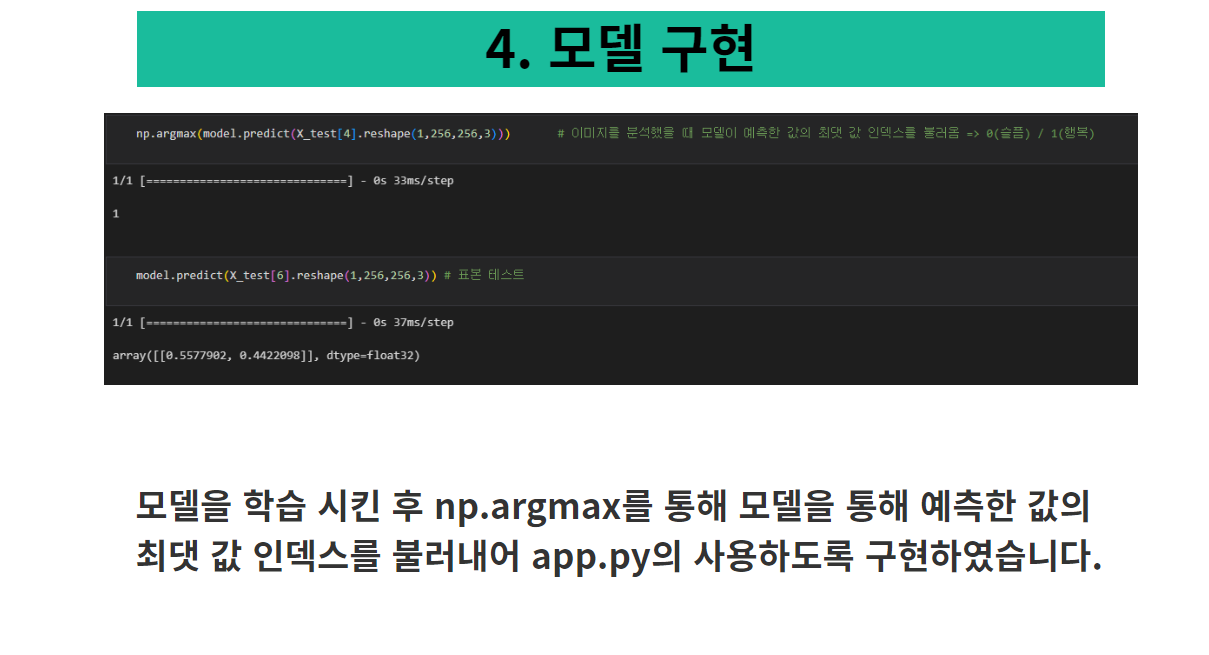 4. 모델 구현
np.argmax(model.predict(X_test[4].reshape(1,256,256,3))) # 이미지를 분석했을 때 모델이 예측한 값의 최댓 값 인덱스를 불러옴 => 0(슬픔) / 1(행복)
1/1 [==============================] - 0s 33ms/step
1
model.predict(X_test[6].reshape(1,256,256,3)) # 표본 테스트
1/1 [==============================] - 0s 37ms/step
array([[0.5577902, 0.4422098]], dtype=float32)
모델을 학습 시킨 후 np.argmax를 통해 모델을 통해 예측한 값의
최댓 값 인덱스를 불러내어 app.py의 사용하도록 구현하였습니다.